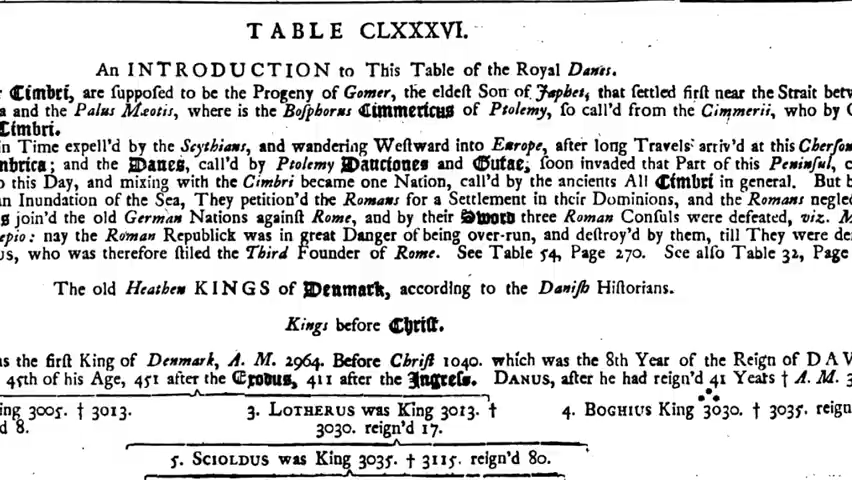 TABLE CLXXXVI.
An INTRODUCTION to This Table of the Royal Danes.
Cimbri, are ſuppoſed to be the Progeny of Gomer, the eldeſt Son of Japhet, that ſettled firſt near the Strait betw
a and the Palus Mæotis, where is the Boſphorus Cimmericus of Ptolemy, ſo call'd from the Cimmerii, who by G
Cimbri.
in Time expell'd by the Scythians, and wandering Weſtward into Europe, after long Travels arriv'd at this Cherſon
mbrica; and the Danes, call'd by Ptolemy Dauciones and Gutae, ſoon invaded that Part of this Peninſul, c
o this Day, and mixing with the Cimbri became one Nation, call'd by the ancients All Cimbri in general. But b
an Inundation of the Sea, They petition'd the Romans for a Settlement in their Dominions, and the Romans neglec
s join'd the old German Nations againſt Rome, and by their Sword three Roman Conſuls were defeated, viz. M
epio: nay the Roman Republick was in great Danger of being over-run, and deſtroy'd by them, till They were de
us, who was therefore ſtiled the Third Founder of Rome. See Table 54, Page 270. See alſo Table 32, Page
The old Heathen KINGS of Denmark, according to the Daniſh Hiſtorians.
Kings before Chriſt.
as the firſt King of Denmark, A. M. 2964. Before Chriſt 1040. which was the 8th Year of the Reign of DAV
45th of his Age, 451 after the Exodus, 411 after the Ingreſs. DANUS, after he had reign'd 41 Years † A. M. 3
ing 3005. † 3013. 3. LOTHERUS was King 3013. † 4. BOGHIUS King 3030. † 3035. reign
d 8. 3030. reign'd 17.
5. SCIOLDUS was King 3035. † 3115. reign'd 80.